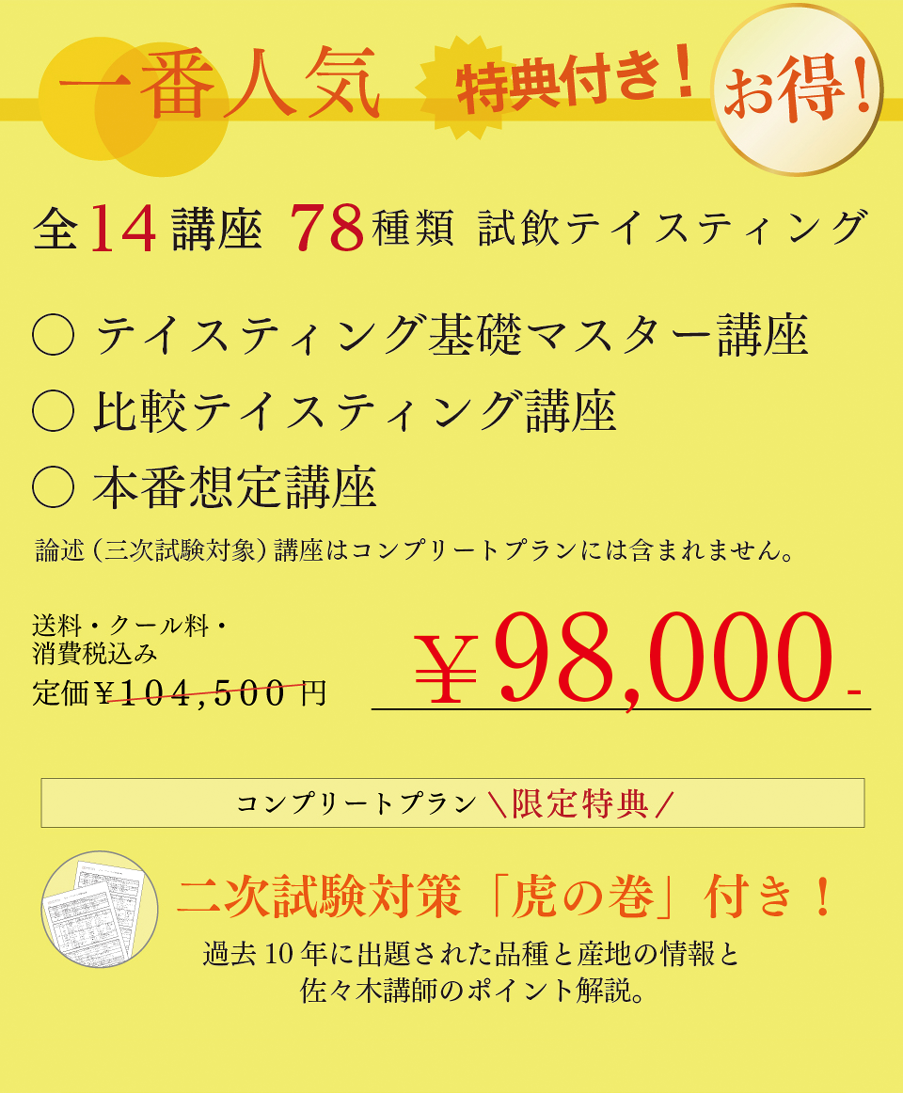 一番人気 特典付き！ お得！
全14講座 78種類 試飲テイスティング
○ テイスティング基礎マスター講座
○ 比較テイスティング講座
○ 本番想定講座
論述（三次試験対象）講座はコンプリートプランには含まれません。
送料・クール料・
消費税込み
定価¥104,500 円
¥98,000-
コンプリートプラン ＼限定特典／
二次試験対策「虎の巻」付き！
過去10年に出題された品種と産地の情報と
佐々木講師のポイント解説。